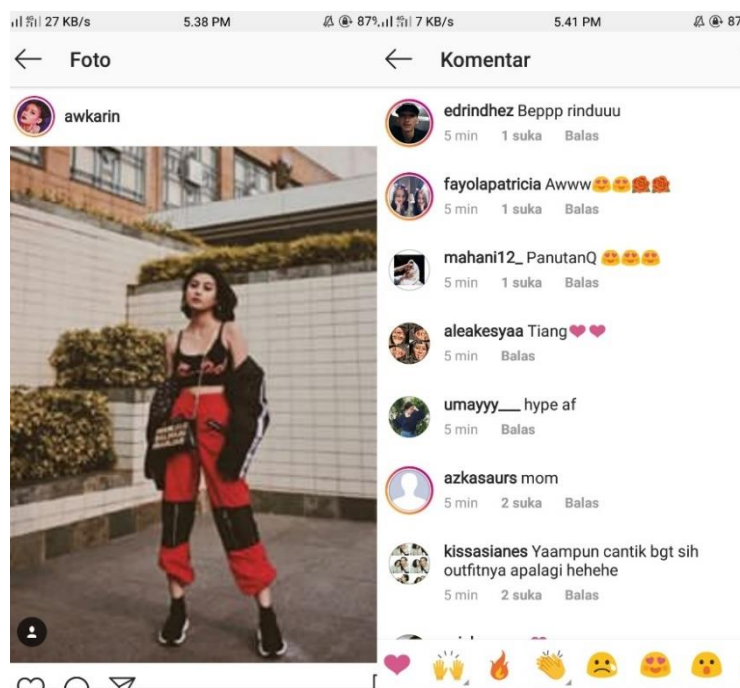 27 KB/s 5.38 PM 87%
Foto
awkarin
7 KB/s 5.41 PM 87
Komentar
edrindhez Beppp rinduuu
5 min 1 suka Balas
fayolapatricia Awww😍😍🌹🌹
5 min 1 suka Balas
mahani12_ PanutanQ 😍😍😍
5 min 1 suka Balas
aleakesyaa Tiang❤❤
5 min Balas
umayyy___ hype af
5 min Balas
azkasaurs mom
5 min 2 suka Balas
kissasianes Yaampun cantik bgt sih
outfitnya apalagi hehehe
5 min 2 suka Balas